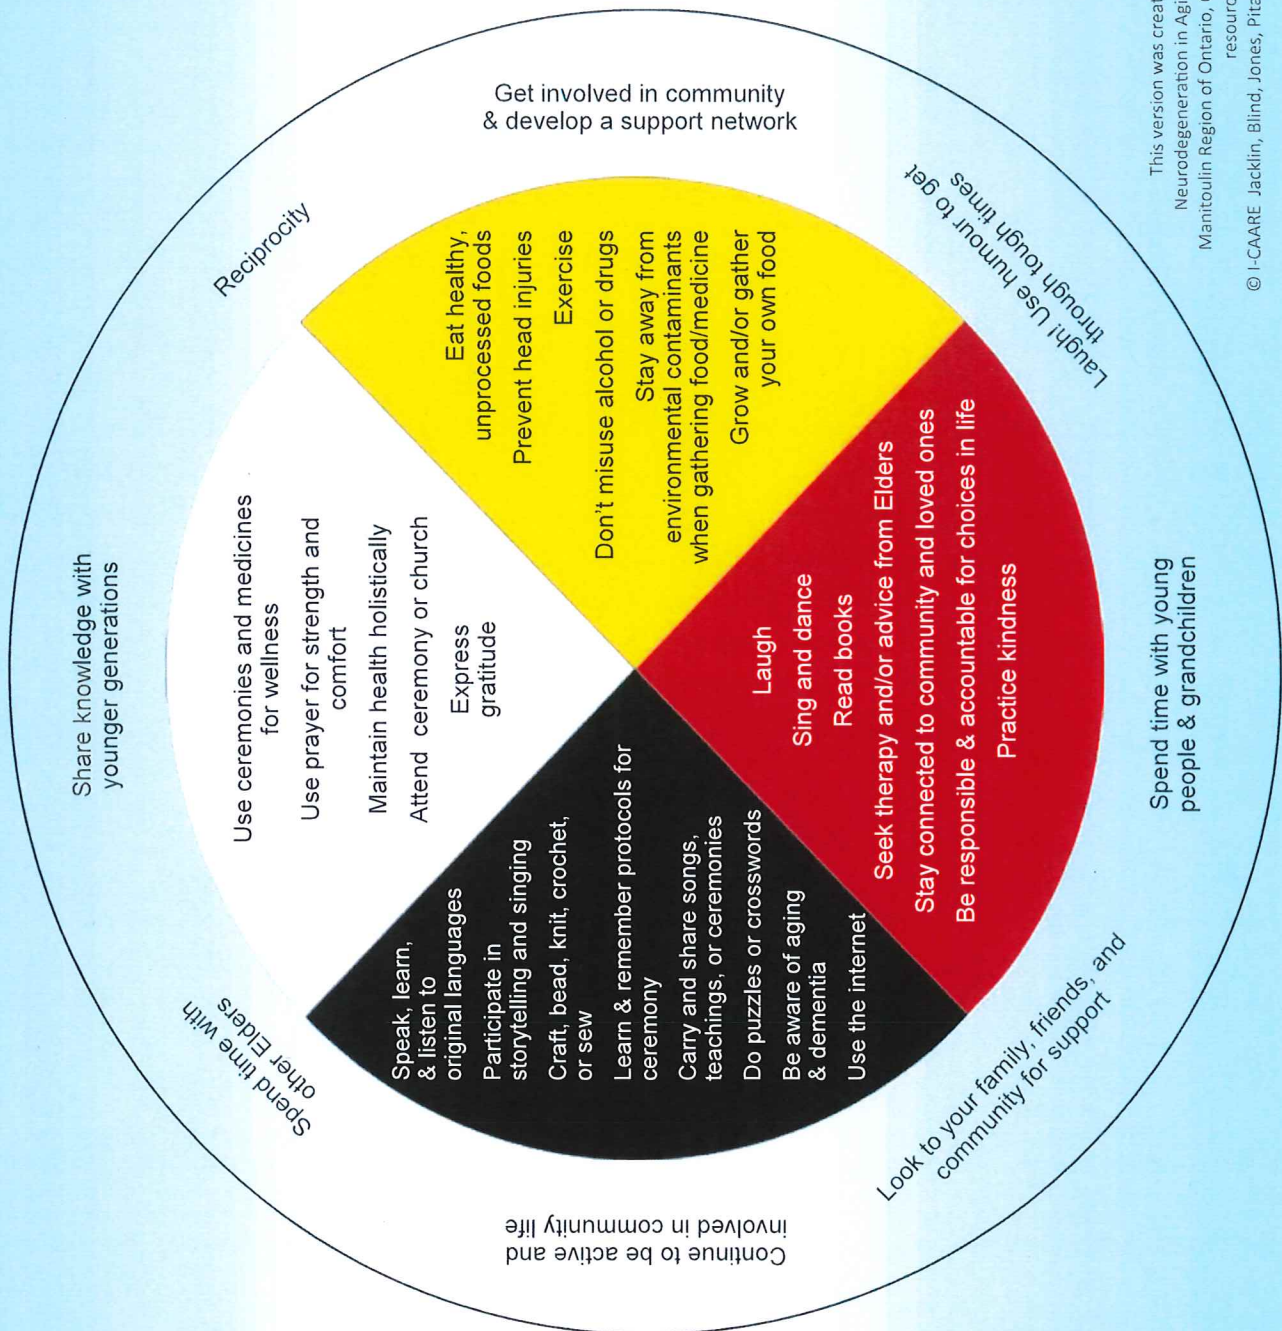 Share knowledge with
younger generations
Reciprocity
Get involved in community
& develop a support network
Laugh! Use humour to get
through tough times
Spend time with young
people & grandchildren
Look to your family, friends, and
community for support
Continue to be active and
involved in community life
Spend time with
other Elders
Use ceremonies and medicines
for wellness
Use prayer for strength and
comfort
Maintain health holistically
Attend ceremony or church
Express
gratitude
Eat healthy,
unprocessed foods
Prevent head injuries
Exercise
Don't misuse alcohol or drugs
Stay away from
environmental contaminants
when gathering food/medicine
Grow and/or gather
your own food
Laugh
Sing and dance
Read books
Seek therapy and/or advice from Elders
Stay connected to community and loved ones
Be responsible & accountable for choices in life
Practice kindness
Speak, learn,
& listen to
original languages
Participate in
storytelling and singing
Craft, bead, knit, crochet,
or sew
Learn & remember protocols for
ceremony
Carry and share songs,
teachings, or ceremonies
Do puzzles or crosswords
Be aware of aging
& dementia
Use the internet
This version was creat
Neurodegeneration in Agi
Manitoulin Region of Ontario,
resourc
© I-CAARE Jacklin, Blind, Jones, Pita